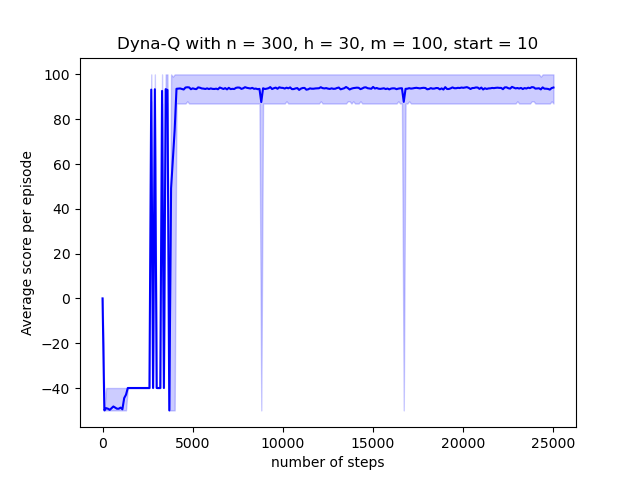 Dyna-Q with n = 300, h = 30, m = 100, start = 10
100
80
60
40
20
0
−20
−40
Average score per episode
0 5000 10000 15000 20000 25000
number of steps